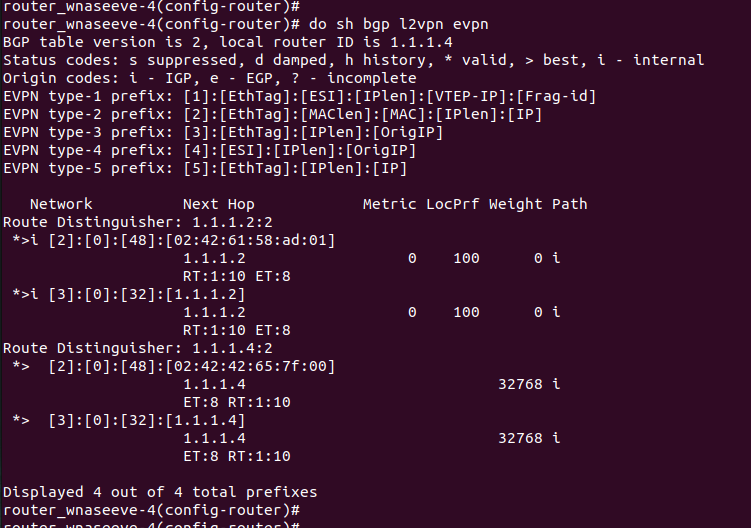 router_wnaseeve-4(config-router)#
router_wnaseeve-4(config-router)# do sh bgp l2vpn evpn
BGP table version is 2, local router ID is 1.1.1.4
Status codes: s suppressed, d damped, h history, * valid, > best, i - internal
Origin codes: i - IGP, e - EGP, ? - incomplete
EVPN type-1 prefix: [1]:[EthTag]:[ESI]:[IPlen]:[VTEP-IP]:[Frag-id]
EVPN type-2 prefix: [2]:[EthTag]:[MAClen]:[MAC]:[IPlen]:[IP]
EVPN type-3 prefix: [3]:[EthTag]:[IPlen]:[OrigIP]
EVPN type-4 prefix: [4]:[ESI]:[IPlen]:[OrigIP]
EVPN type-5 prefix: [5]:[EthTag]:[IPlen]:[IP]
   Network          Next Hop            Metric LocPrf Weight Path
Route Distinguisher: 1.1.1.2:2
 *>i [2]:[0]:[48]:[02:42:61:58:ad:01]
                    1.1.1.2                  0    100      0 i
                    RT:1:10 ET:8
 *>i [3]:[0]:[32]:[1.1.1.2]
                    1.1.1.2                  0    100      0 i
                    RT:1:10 ET:8
Route Distinguisher: 1.1.1.4:2
 *>  [2]:[0]:[48]:[02:42:42:65:7f:00]
                    1.1.1.4                            32768 i
                    ET:8 RT:1:10
 *>  [3]:[0]:[32]:[1.1.1.4]
                    1.1.1.4                            32768 i
                    ET:8 RT:1:10
Displayed 4 out of 4 total prefixes
router_wnaseeve-4(config-router)#
router_wnaseeve-4(config-router)#